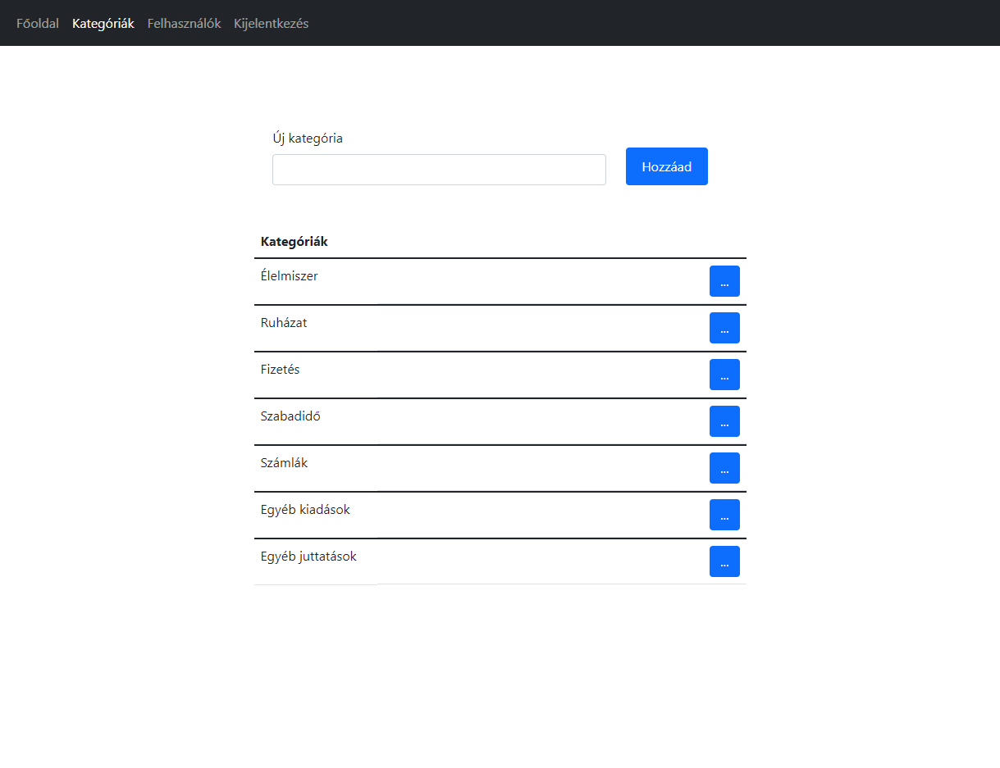 Főoldal Kategóriák Felhasználók Kijelentkezés
Új kategória
Hozzáad
Kategóriák
Élelmiszer ...
Ruházat ...
Fizetés ...
Szabadidő ...
Számlák ...
Egyéb kiadások ...
Egyéb juttatások ...